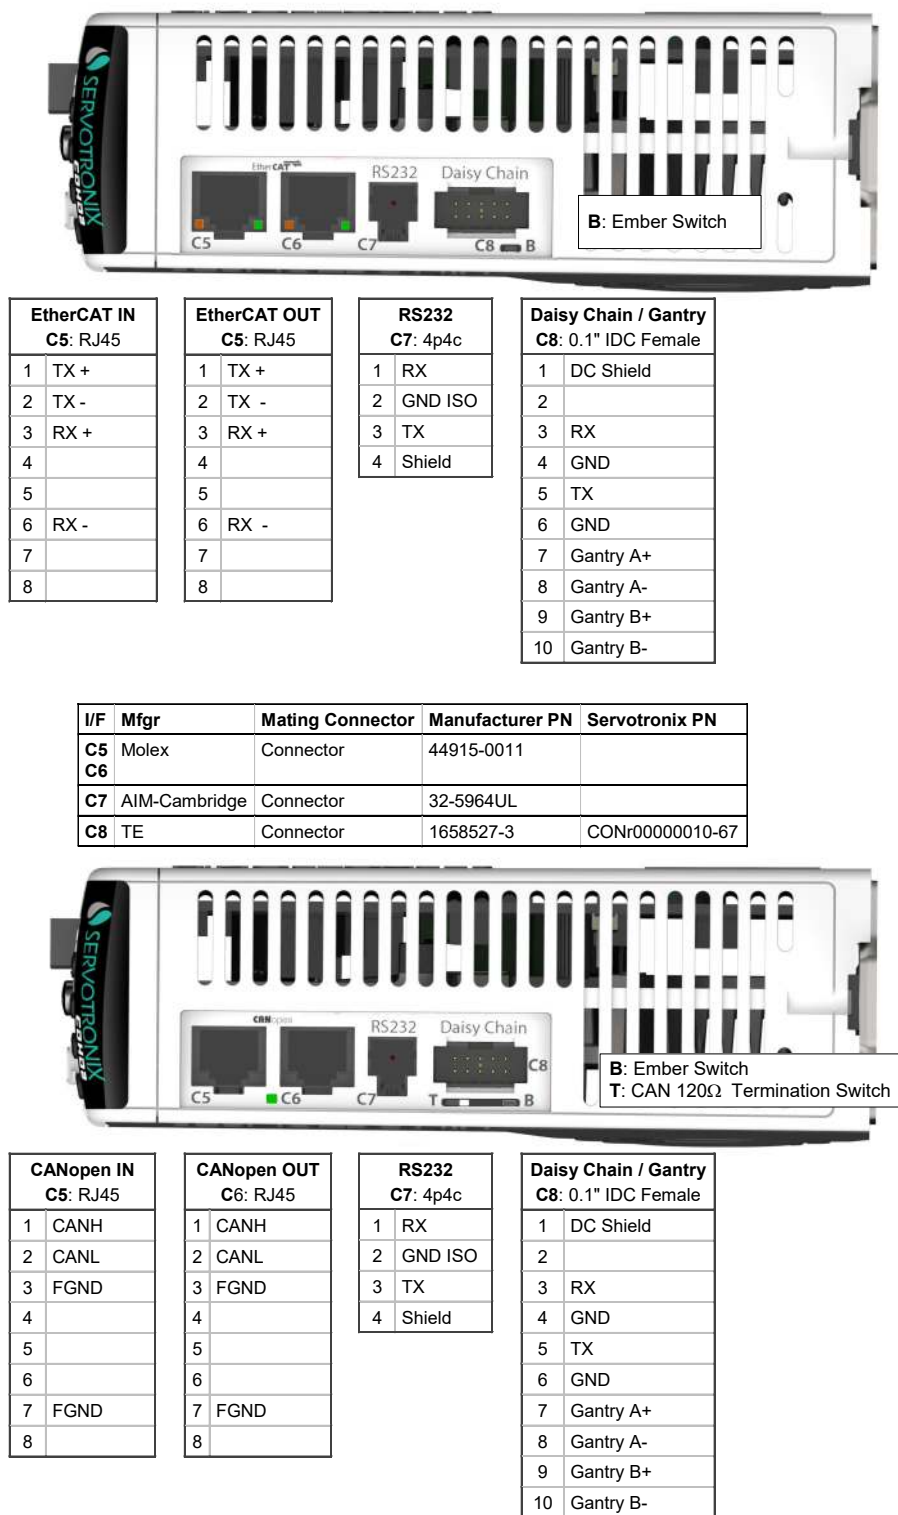 SERVOTRONIX
CDHD2
EtherCAT
RS232
Daisy Chain
C5
C6
C7
C8
B
B: Ember Switch
EtherCAT IN
C5: RJ45
1 TX +
2 TX -
3 RX +
4
5
6 RX -
7
8
EtherCAT OUT
C5: RJ45
1 TX +
2 TX -
3 RX +
4
5
6 RX -
7
8
RS232
C7: 4p4c
1 RX
2 GND ISO
3 TX
4 Shield
Daisy Chain / Gantry
C8: 0.1" IDC Female
1 DC Shield
2
3 RX
4 GND
5 TX
6 GND
7 Gantry A+
8 Gantry A-
9 Gantry B+
10 Gantry B-
I/F Mfgr Mating Connector Manufacturer PN Servotronix PN
C5 Molex Connector 44915-0011
C6
C7 AIM-Cambridge Connector 32-5964UL
C8 TE Connector 1658527-3 CONr00000010-67
SERVOTRONIX
CDHD2
CANopen
RS232
Daisy Chain
C8
C5
C6
C7
T
B
B: Ember Switch
T: CAN 120Ω Termination Switch
CANopen IN
C5: RJ45
1 CANH
2 CANL
3 FGND
4
5
6
7 FGND
8
CANopen OUT
C6: RJ45
1 CANH
2 CANL
3 FGND
4
5
6
7 FGND
8
RS232
C7: 4p4c
1 RX
2 GND ISO
3 TX
4 Shield
Daisy Chain / Gantry
C8: 0.1" IDC Female
1 DC Shield
2
3 RX
4 GND
5 TX
6 GND
7 Gantry A+
8 Gantry A-
9 Gantry B+
10 Gantry B-